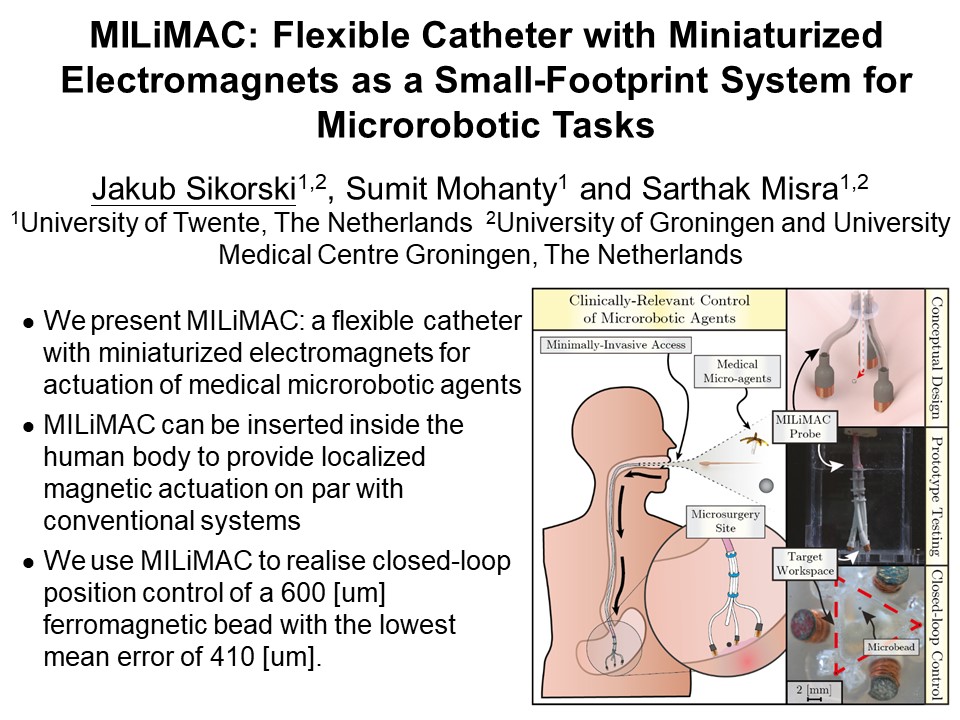 MILiMAC: Flexible Catheter with Miniaturized
Electromagnets as a Small-Footprint System for
Microrobotic Tasks
Jakub Sikorski1,2, Sumit Mohanty1 and Sarthak Misra1,2
1University of Twente, The Netherlands 2University of Groningen and University
Medical Centre Groningen, The Netherlands
• We present MILiMAC: a flexible catheter
with miniaturized electromagnets for
actuation of medical microrobotic agents
• MILiMAC can be inserted inside the
human body to provide localized
magnetic actuation on par with
conventional systems
• We use MILiMAC to realise closed-loop
position control of a 600 [um]
ferromagnetic bead with the lowest
mean error of 410 [um].
Clinically-Relevant Control
of Microrobotic Agents
Minimally-Invasive Access
Medical
Micro-agents
Microsurgery
Site
MILiMAC
Probe
Target
Workspace
Microbead
2 [mm]
Conceptual Design
Prototype Testing
Closed-loop Control